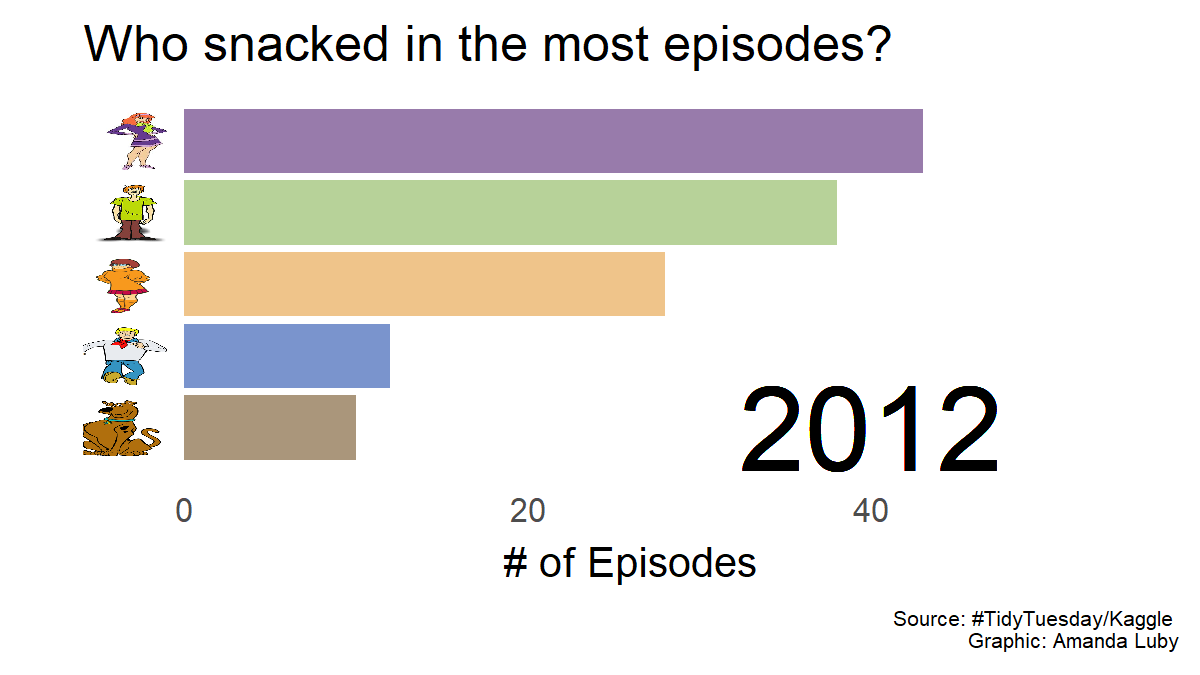 Who snacked in the most episodes?
2012
0 20 40
# of Episodes
Source: #TidyTuesday/Kaggle
Graphic: Amanda Luby